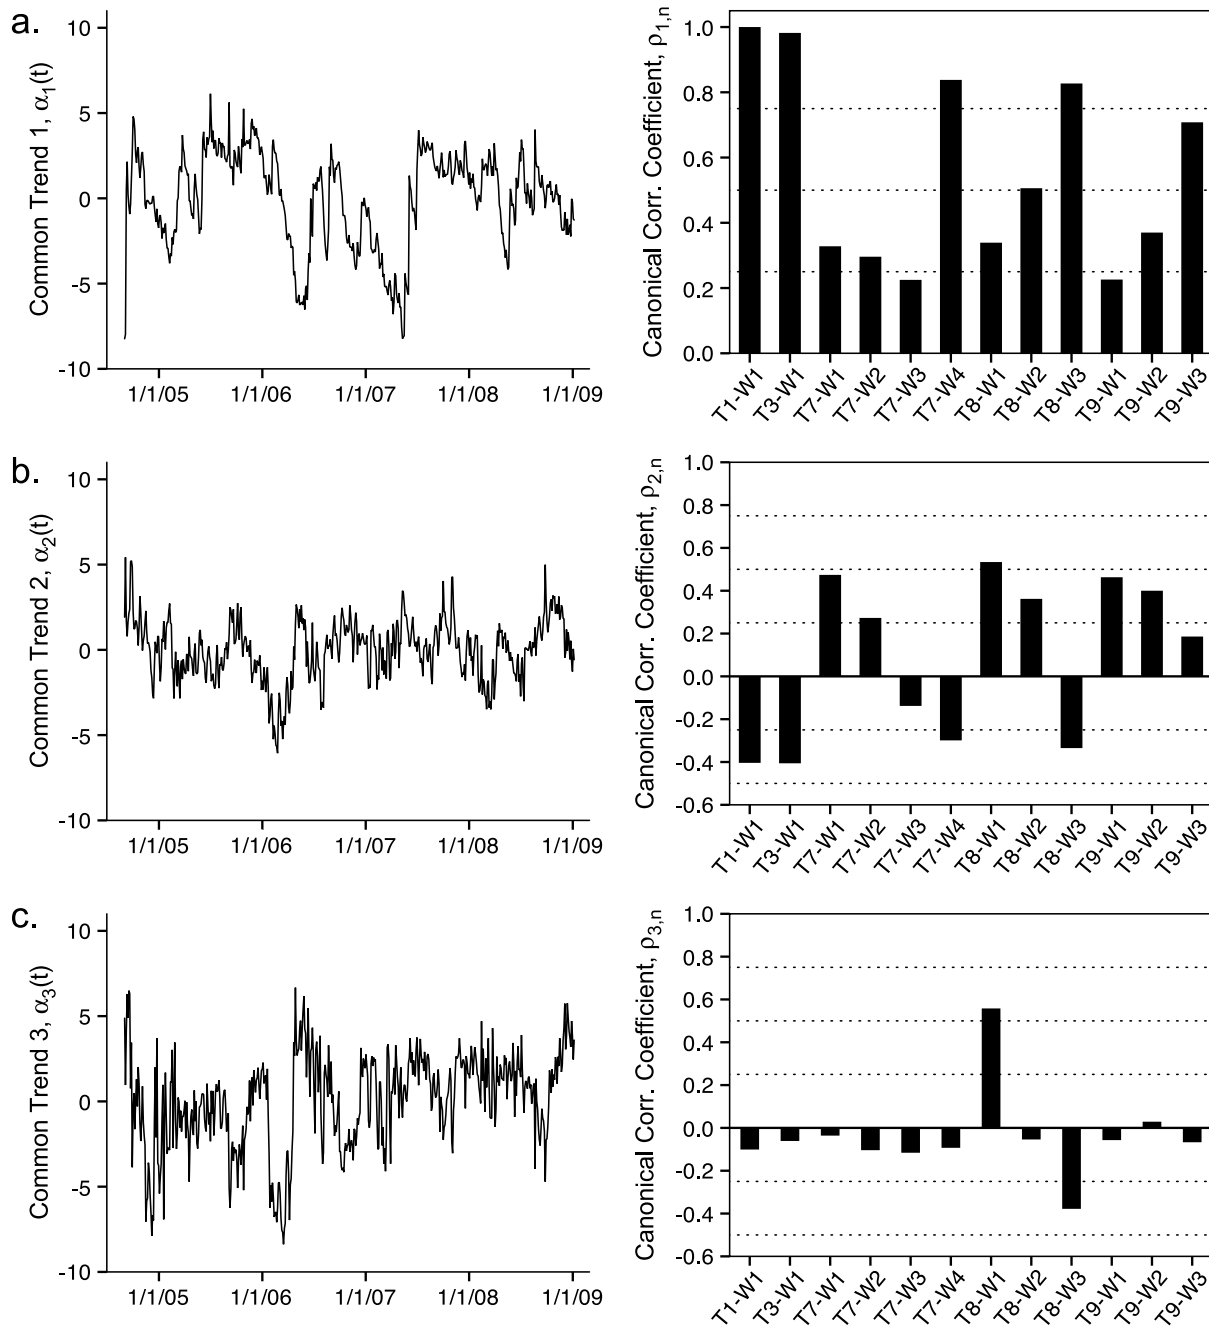 a.
Common Trend 1, α1(t)
10
5
0
-5
-10
1/1/05 1/1/06 1/1/07 1/1/08 1/1/09
Canonical Corr. Coefficient, ρ1,n
1.0
0.8
0.6
0.4
0.2
0.0
T1-W1 T3-W1 T7-W1 T7-W2 T7-W3 T7-W4 T8-W1 T8-W2 T8-W3 T9-W1 T9-W2 T9-W3
b.
Common Trend 2, α2(t)
10
5
0
-5
-10
1/1/05 1/1/06 1/1/07 1/1/08 1/1/09
Canonical Corr. Coefficient, ρ2,n
1.0
0.8
0.6
0.4
0.2
0.0
-0.2
-0.4
-0.6
T1-W1 T3-W1 T7-W1 T7-W2 T7-W3 T7-W4 T8-W1 T8-W2 T8-W3 T9-W1 T9-W2 T9-W3
c.
Common Trend 3, α3(t)
10
5
0
-5
-10
1/1/05 1/1/06 1/1/07 1/1/08 1/1/09
Canonical Corr. Coefficient, ρ3,n
1.0
0.8
0.6
0.4
0.2
0.0
-0.2
-0.4
-0.6
T1-W1 T3-W1 T7-W1 T7-W2 T7-W3 T7-W4 T8-W1 T8-W2 T8-W3 T9-W1 T9-W2 T9-W3